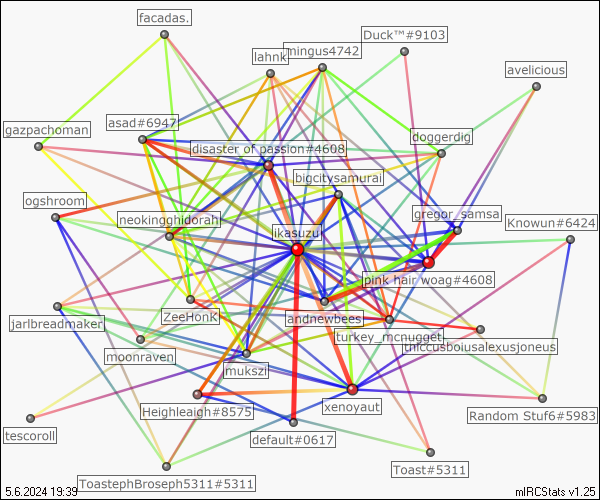 facadas.
Duck™#9103
mingus4742
lahnk
avelicious
asad#6947
gazpachoman
doggerdig
disaster of passion#4608
bigcitysamurai
ogshroom
gregor_samsa
neokingghidorah
Knowun#6424
ikasuzu
pink hair woag#4608
ZeeHonk
andnewbees
jarlbreadmaker
turkey_mcnugget
thiccusboiusalexusjoneus
moonraven
mukszi
Heighleaigh#8575
xenoyaut
Random Stuf6#5983
tescoroll
default#0617
Toast#5311
ToastephBroseph5311#5311
5.6.2024 19:39
mIRCStats v1.25